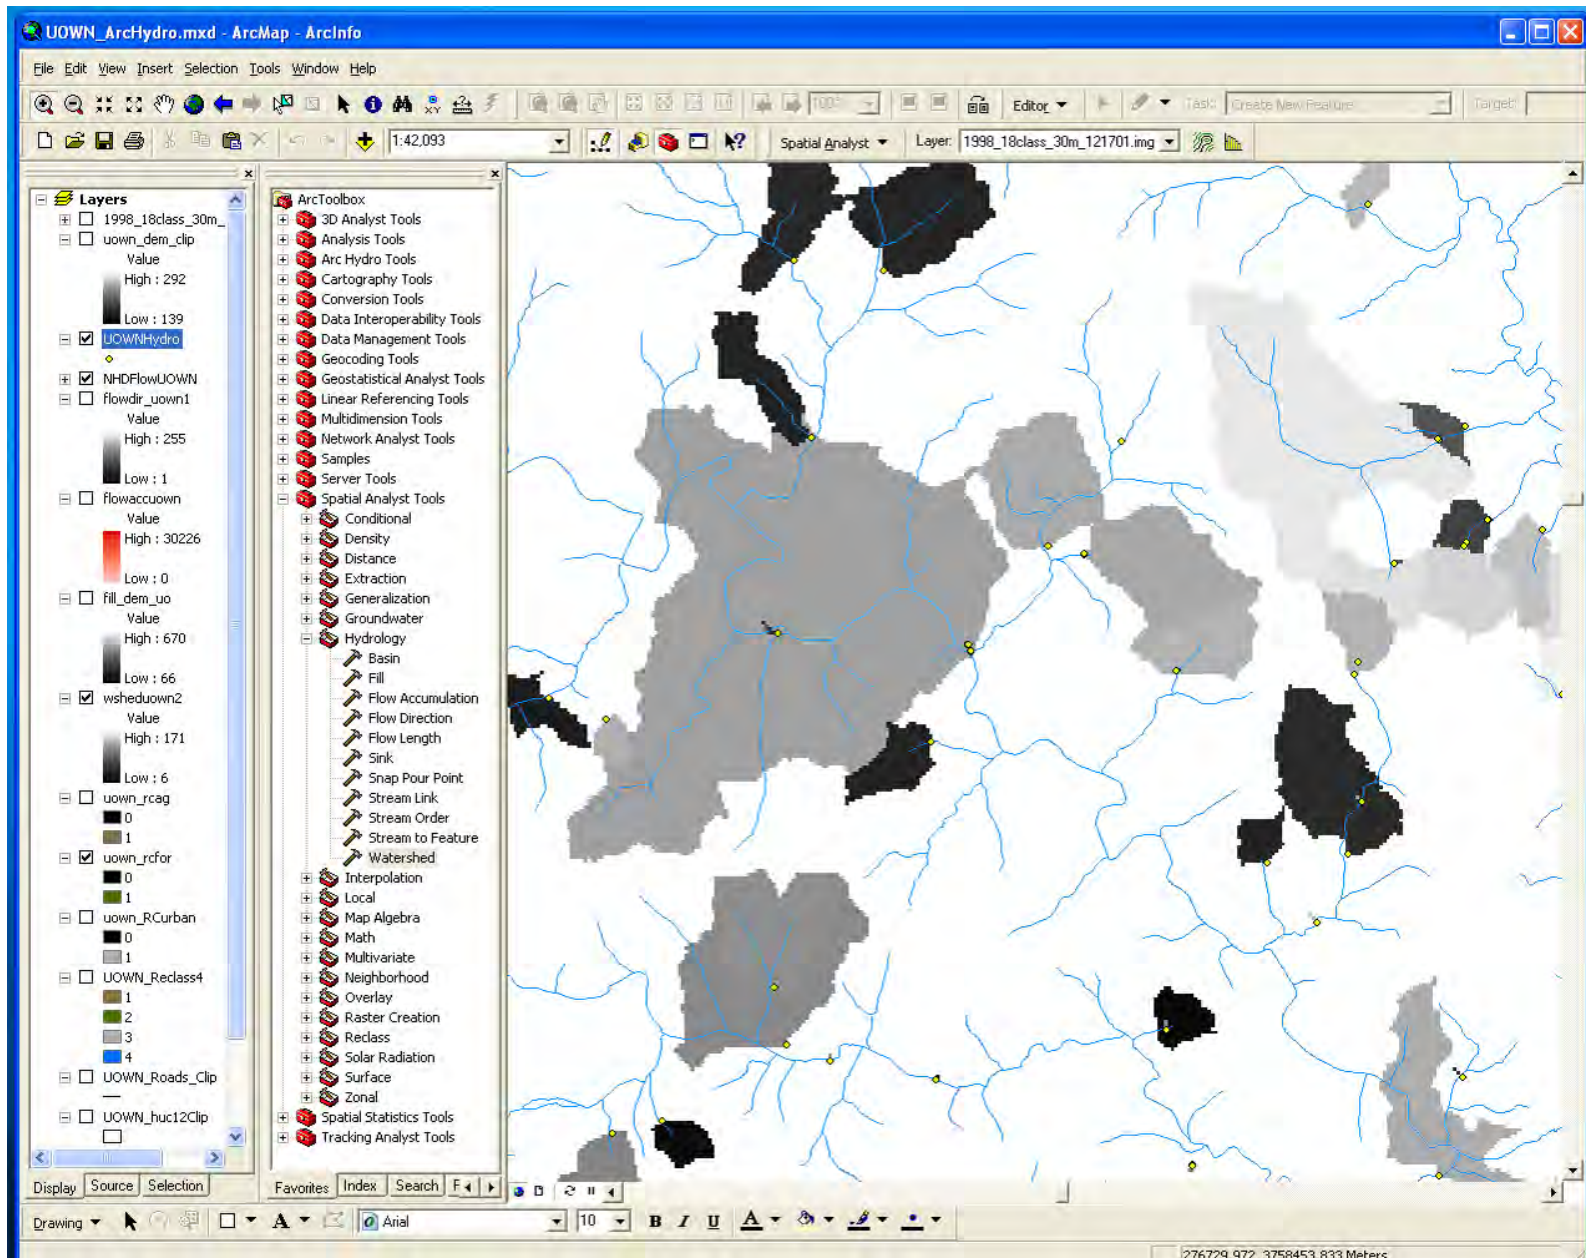 UOWN_ArcHydro.mxd - ArcMap - ArcInfo
File Edit View Insert Selection Tools Window Help
100%
Editor
Task: Create New Feature
Target:
1:42,093
Spatial Analyst
Layer: 1998_18class_30m_121701.img
Layers
1998_18class_30m_
uown_dem_clip
Value
High : 292
Low : 139
UOWNHydro
NHDFlowUOWN
flowdir_uown1
Value
High : 255
Low : 1
flowaccuown
Value
High : 30226
Low : 0
fill_dem_uo
Value
High : 670
Low : 66
wsheduown2
Value
High : 171
Low : 6
uown_rcag
0
1
uown_rcfor
0
1
uown_RCurban
0
1
UOWN_Reclass4
1
2
3
4
UOWN_Roads_Clip
UOWN_huc12Clip
Display Source Selection
ArcToolbox
3D Analyst Tools
Analysis Tools
Arc Hydro Tools
Cartography Tools
Conversion Tools
Data Interoperability Tools
Data Management Tools
Geocoding Tools
Geostatistical Analyst Tools
Linear Referencing Tools
Multidimension Tools
Network Analyst Tools
Samples
Server Tools
Spatial Analyst Tools
Conditional
Density
Distance
Extraction
Generalization
Groundwater
Hydrology
Basin
Fill
Flow Accumulation
Flow Direction
Flow Length
Sink
Snap Pour Point
Stream Link
Stream Order
Stream to Feature
Watershed
Interpolation
Local
Map Algebra
Math
Multivariate
Neighborhood
Overlay
Raster Creation
Reclass
Solar Radiation
Surface
Zonal
Spatial Statistics Tools
Tracking Analyst Tools
Favorites Index Search F
Drawing
A
Arial
10
B I U A
276729.972 3758453.833 Meters